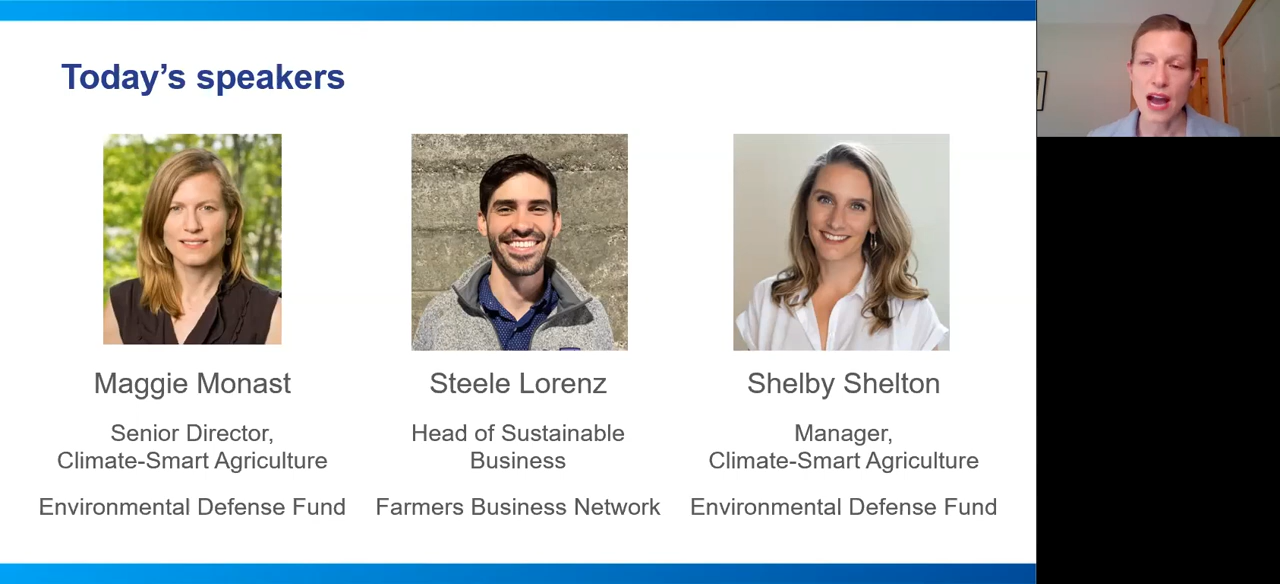 Today’s speakers
Maggie Monast
Senior Director,
Climate-Smart Agriculture
Environmental Defense Fund
Steele Lorenz
Head of Sustainable
Business
Farmers Business Network
Shelby Shelton
Manager,
Climate-Smart Agriculture
Environmental Defense Fund